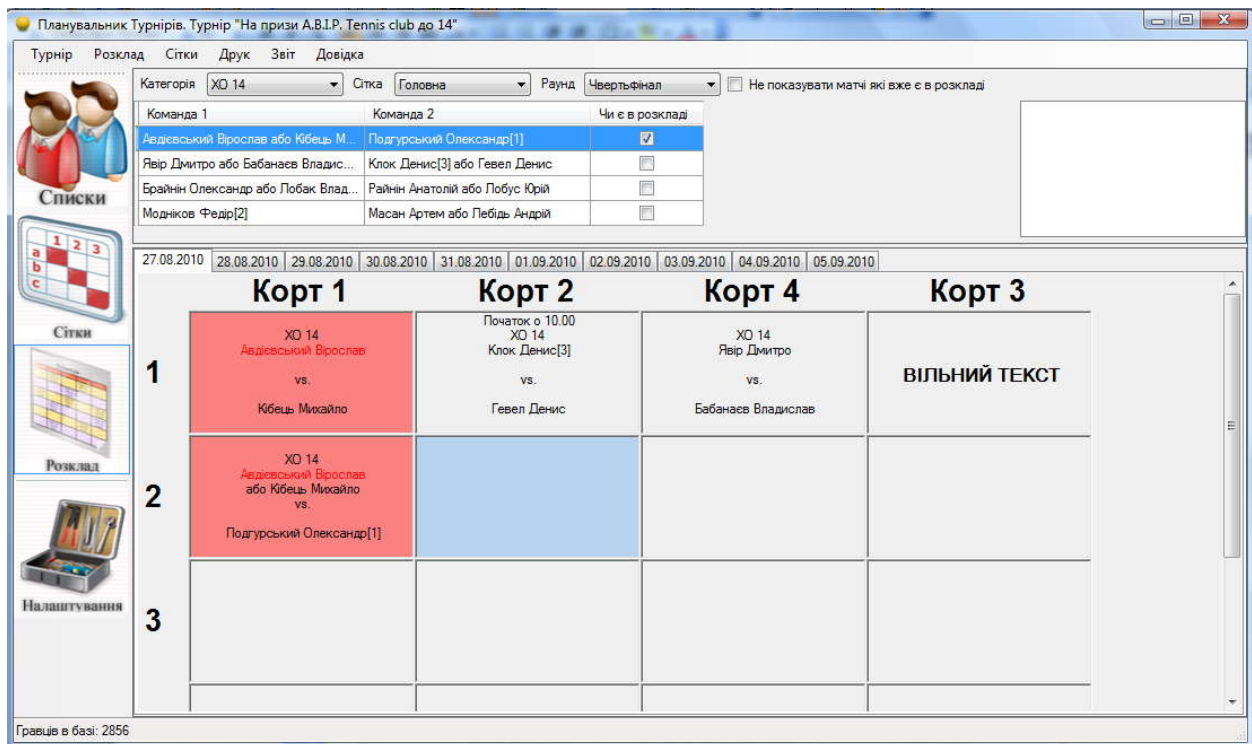 Планувальник Турнірів. Турнір "На призи A.B.I.P. Tennis club до 14"
Турнір Розклад Сітки Друк Звіт Довідка
Категорія ХО 14 Сітка Головна Раунд Чвертьфінал Не показувати матчі які вже є в розкладі
Команда 1 Команда 2 Чи є в розкладі
Авдієвський Вірослав або Кібець М... Подгурський Олександр[1]
Явір Дмитро або Бабанаєв Владис... Клок Денис[3] або Гевел Денис
Брайнін Олександр або Лобак Влад... Райнін Анатолій або Лобус Юрій
Модніков Федір[2] Масан Артем або Лебідь Андрій
Списки
1 2 3
a
b
c
Сітки
Розклад
Налаштування
27.08.2010 28.08.2010 29.08.2010 30.08.2010 31.08.2010 01.09.2010 02.09.2010 03.09.2010 04.09.2010 05.09.2010
Корт 1 Корт 2 Корт 4 Корт 3
1
ХО 14
Авдієвський Вірослав
vs.
Кібець Михайло
Початок о 10.00
ХО 14
Клок Денис[3]
vs.
Гевел Денис
ХО 14
Явір Дмитро
vs.
Бабанаєв Владислав
ВІЛЬНИЙ ТЕКСТ
2
ХО 14
Авдієвський Вірослав
або Кібець Михайло
vs.
Подгурський Олександр[1]
3
Гравців в базі: 2856